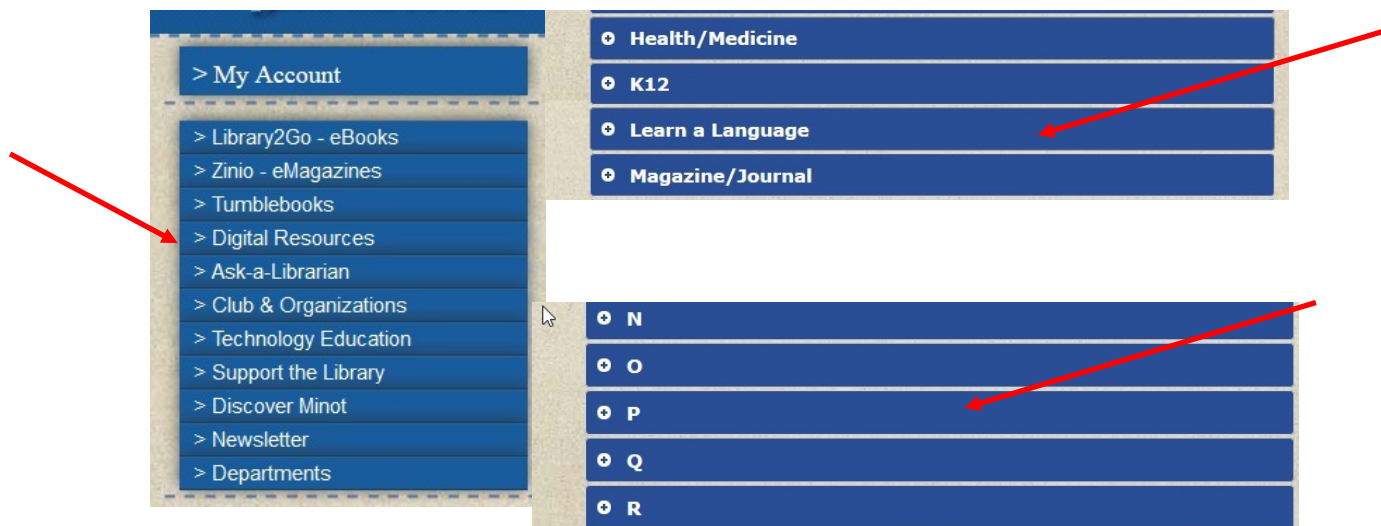 > My Account
> Library2Go - eBooks
> Zinio - eMagazines
> Tumblebooks
> Digital Resources
> Ask-a-Librarian
> Club & Organizations
> Technology Education
> Support the Library
> Discover Minot
> Newsletter
> Departments
Health/Medicine
K12
Learn a Language
Magazine/Journal
N
O
P
Q
R